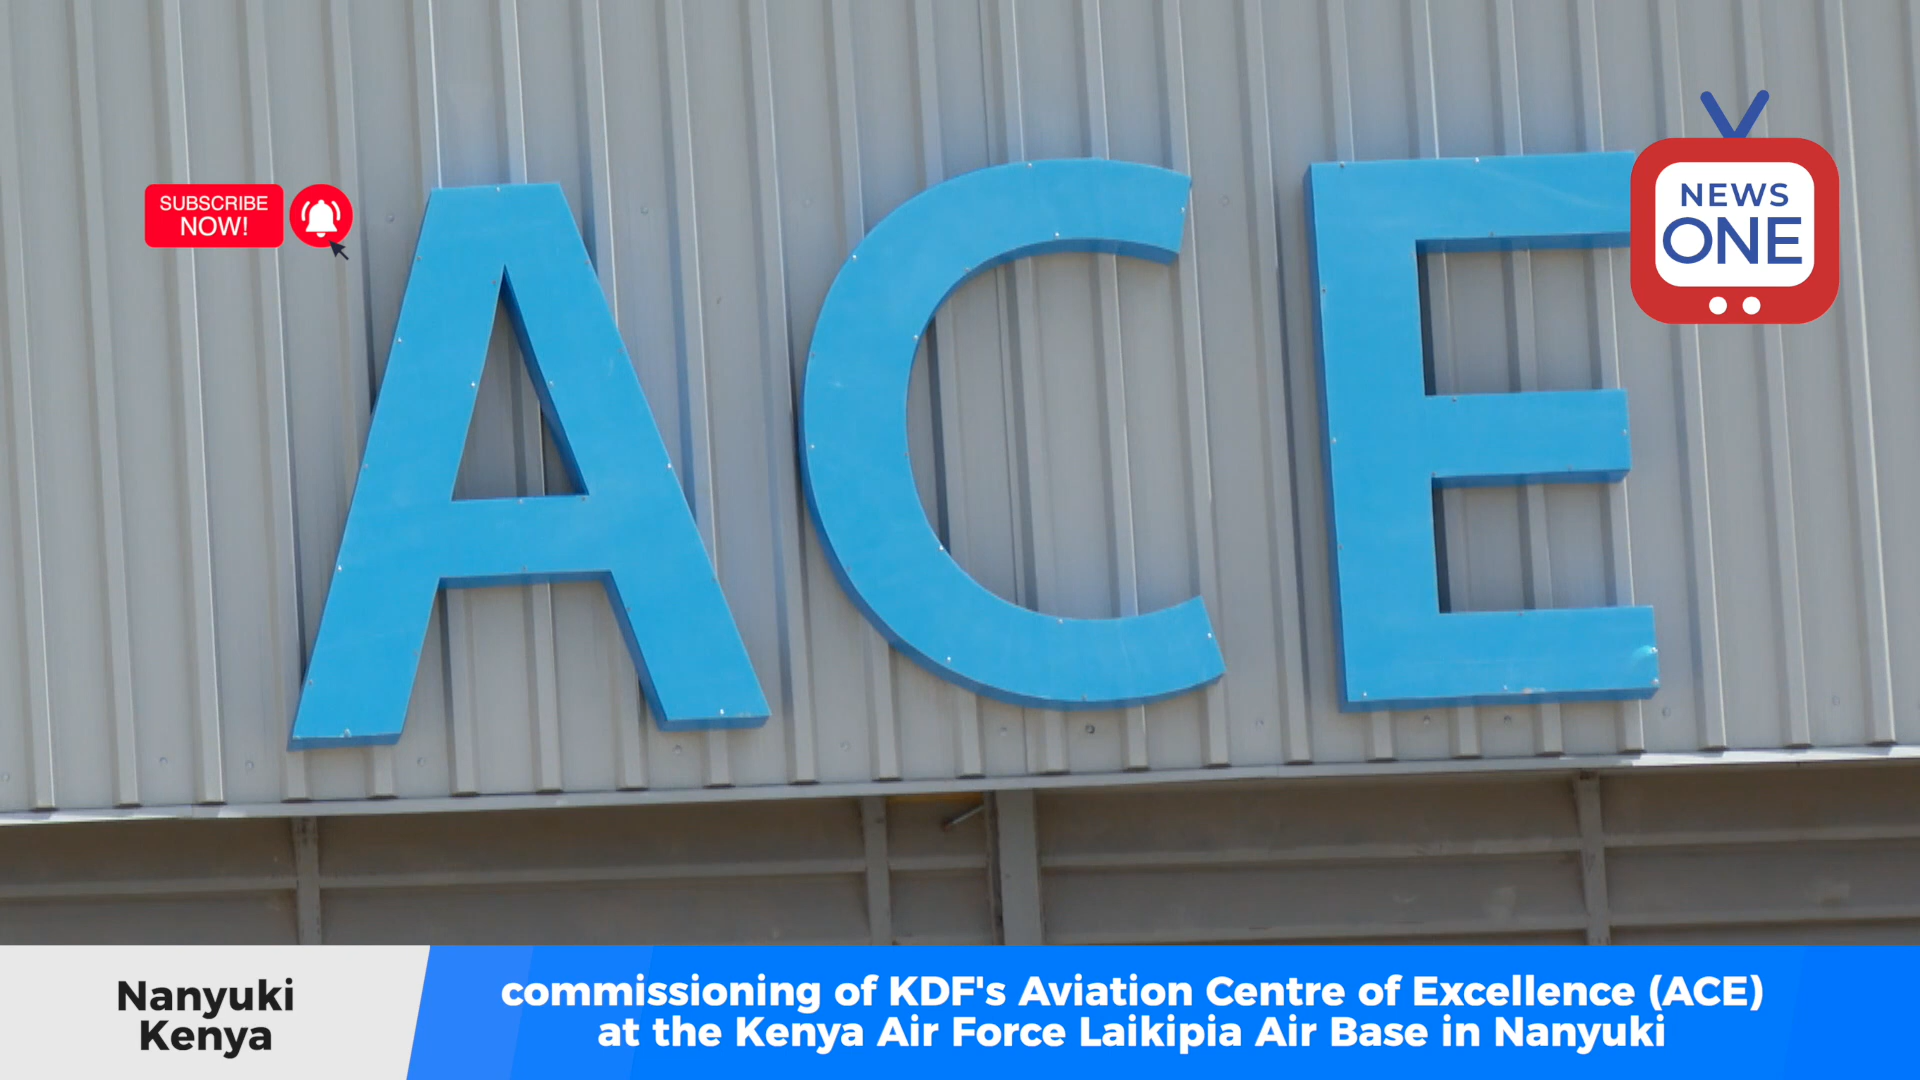 SUBSCRIBE
NOW!
ACE
NEWS
ONE
Nanyuki
Kenya
commissioning of KDF's Aviation Centre of Excellence (ACE)
at the Kenya Air Force Laikipia Air Base in Nanyuki